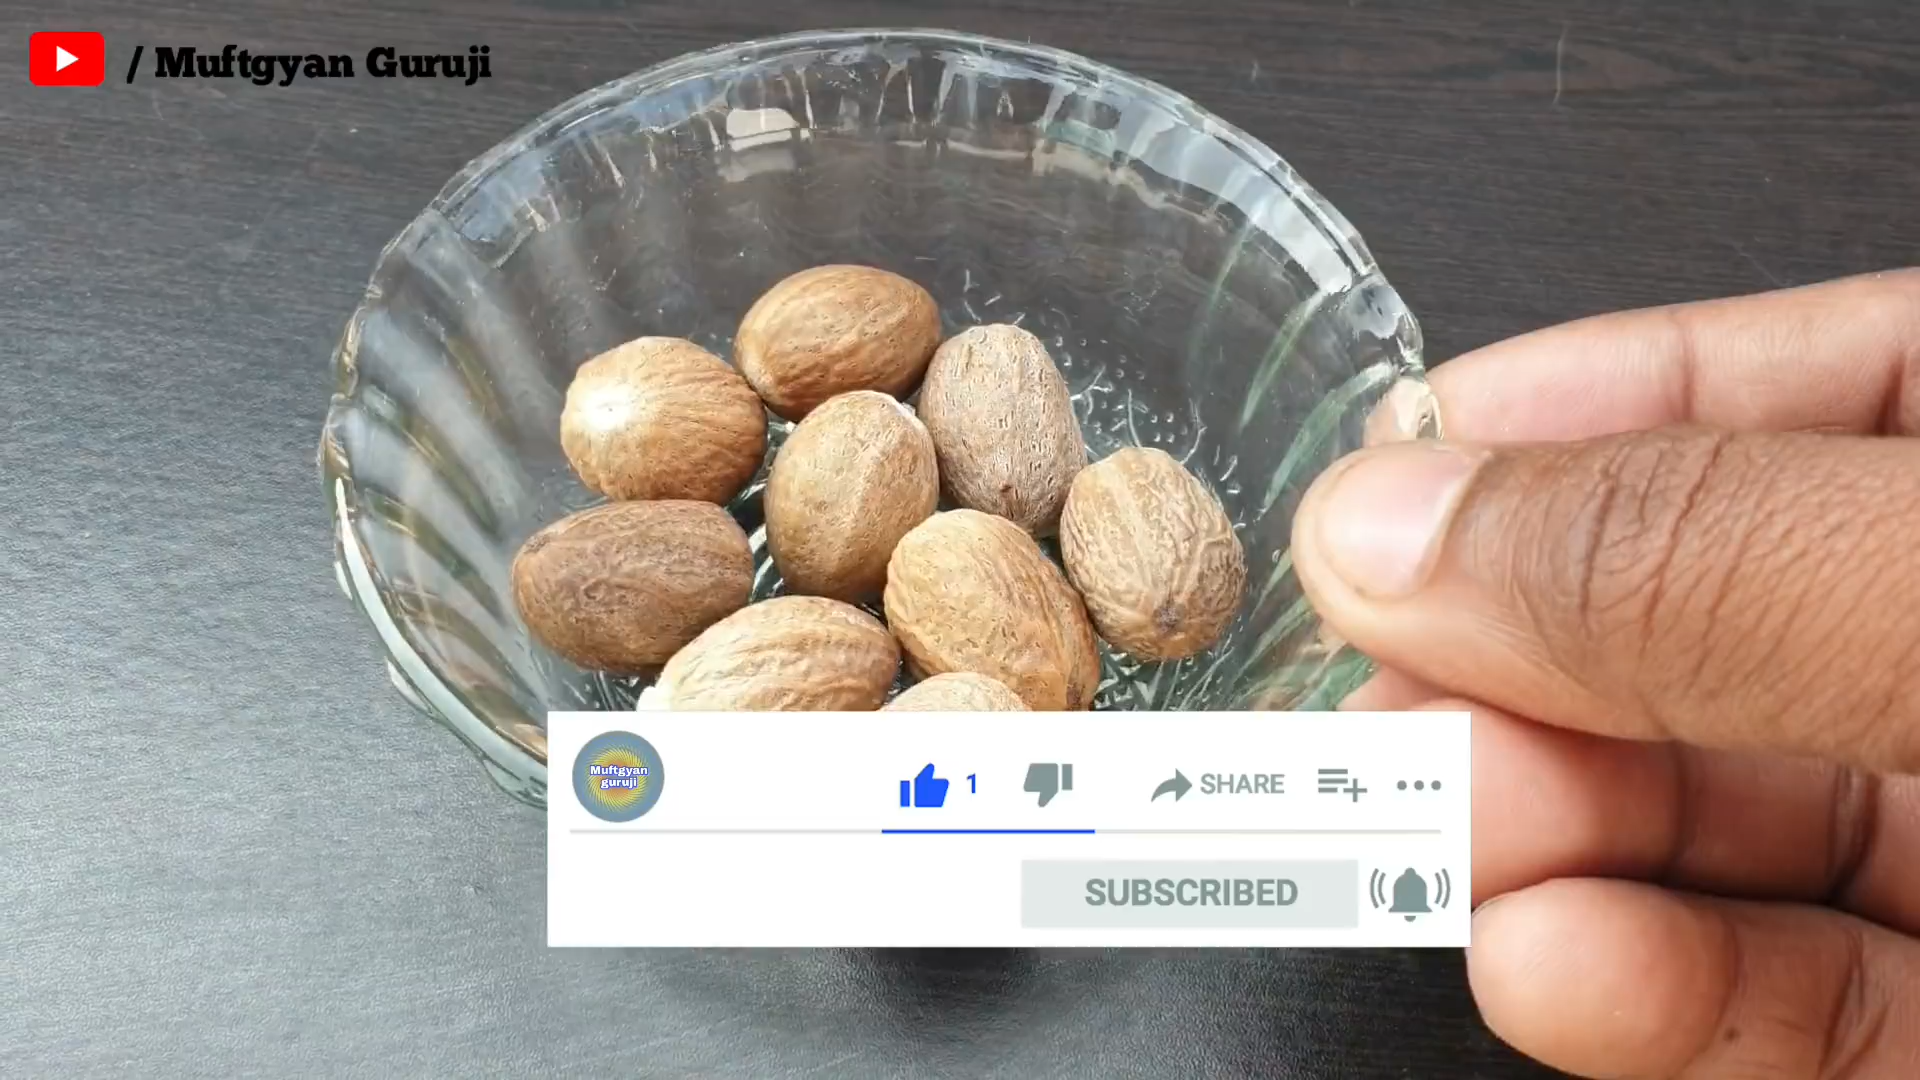 / Muftgyan Guruji
Muftgyan
guruji
1
SHARE
SUBSCRIBED